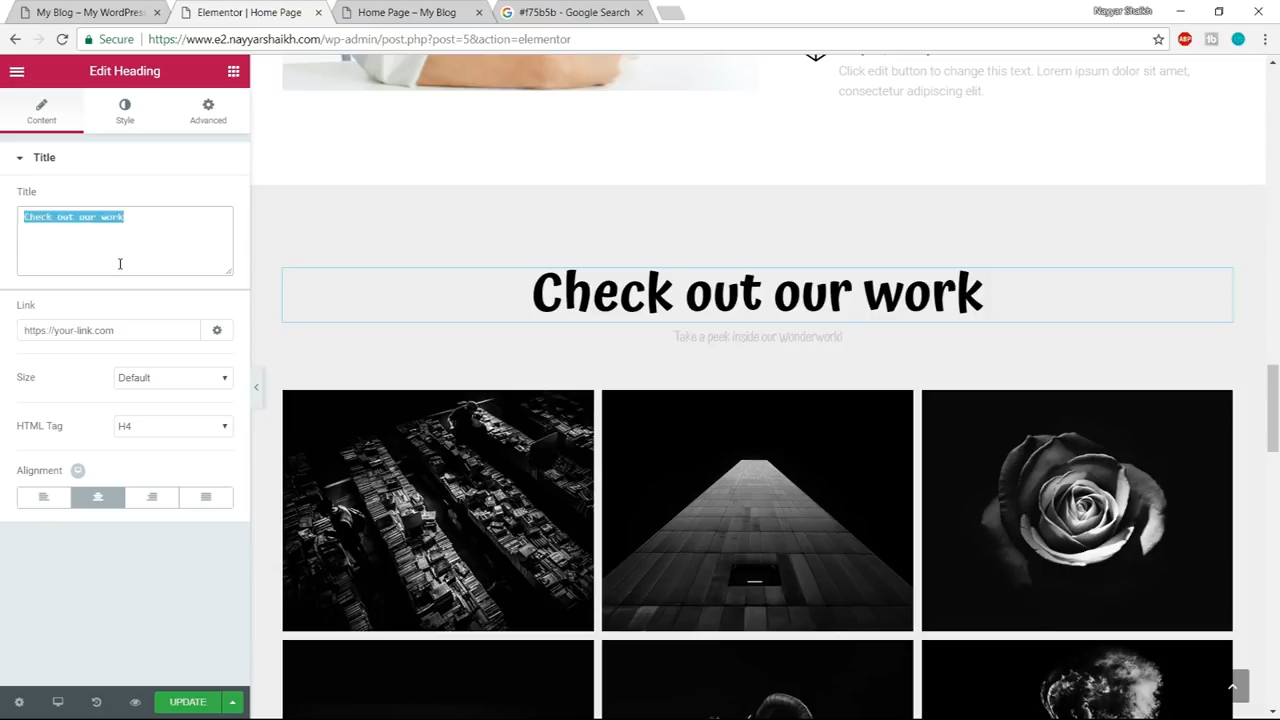 My Blog – My WordPress
Elementor | Home Page
Home Page – My Blog
#f75b5b - Google Search
Nayyar Shaikh
Secure
https://www.e2.nayyarshaikh.com/wp-admin/post.php?post=5&action=elementor
ABP
tb
Edit Heading
Content
Style
Advanced
Title
Title
Check out our work
Link
https://your-link.com
Size
Default
HTML Tag
H4
Alignment
UPDATE
Click edit button to change this text. Lorem ipsum dolor sit amet,
consectetur adipiscing elit.
Check out our work
Take a peek inside our Wonderworld